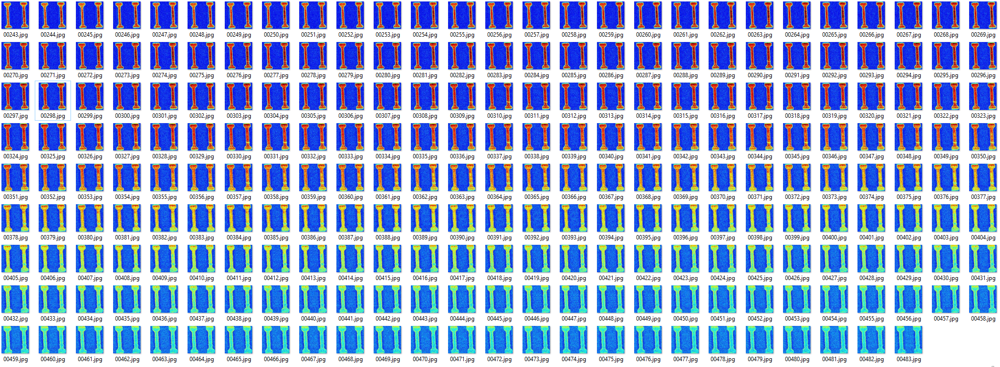 00243.jpg 00244.jpg 00245.jpg 00246.jpg 00247.jpg 00248.jpg 00249.jpg 00250.jpg 00251.jpg 00252.jpg 00253.jpg 00254.jpg 00255.jpg 00256.jpg 00257.jpg 00258.jpg 00259.jpg 00260.jpg 00261.jpg 00262.jpg 00263.jpg 00264.jpg 00265.jpg 00266.jpg 00267.jpg 00268.jpg 00269.jpg
00270.jpg 00271.jpg 00272.jpg 00273.jpg 00274.jpg 00275.jpg 00276.jpg 00277.jpg 00278.jpg 00279.jpg 00280.jpg 00281.jpg 00282.jpg 00283.jpg 00284.jpg 00285.jpg 00286.jpg 00287.jpg 00288.jpg 00289.jpg 00290.jpg 00291.jpg 00292.jpg 00293.jpg 00294.jpg 00295.jpg 00296.jpg
00297.jpg 00298.jpg 00299.jpg 00300.jpg 00301.jpg 00302.jpg 00303.jpg 00304.jpg 00305.jpg 00306.jpg 00307.jpg 00308.jpg 00309.jpg 00310.jpg 00311.jpg 00312.jpg 00313.jpg 00314.jpg 00315.jpg 00316.jpg 00317.jpg 00318.jpg 00319.jpg 00320.jpg 00321.jpg 00322.jpg 00323.jpg
00324.jpg 00325.jpg 00326.jpg 00327.jpg 00328.jpg 00329.jpg 00330.jpg 00331.jpg 00332.jpg 00333.jpg 00334.jpg 00335.jpg 00336.jpg 00337.jpg 00338.jpg 00339.jpg 00340.jpg 00341.jpg 00342.jpg 00343.jpg 00344.jpg 00345.jpg 00346.jpg 00347.jpg 00348.jpg 00349.jpg 00350.jpg
00351.jpg 00352.jpg 00353.jpg 00354.jpg 00355.jpg 00356.jpg 00357.jpg 00358.jpg 00359.jpg 00360.jpg 00361.jpg 00362.jpg 00363.jpg 00364.jpg 00365.jpg 00366.jpg 00367.jpg 00368.jpg 00369.jpg 00370.jpg 00371.jpg 00372.jpg 00373.jpg 00374.jpg 00375.jpg 00376.jpg 00377.jpg
00378.jpg 00379.jpg 00380.jpg 00381.jpg 00382.jpg 00383.jpg 00384.jpg 00385.jpg 00386.jpg 00387.jpg 00388.jpg 00389.jpg 00390.jpg 00391.jpg 00392.jpg 00393.jpg 00394.jpg 00395.jpg 00396.jpg 00397.jpg 00398.jpg 00399.jpg 00400.jpg 00401.jpg 00402.jpg 00403.jpg 00404.jpg
00405.jpg 00406.jpg 00407.jpg 00408.jpg 00409.jpg 00410.jpg 00411.jpg 00412.jpg 00413.jpg 00414.jpg 00415.jpg 00416.jpg 00417.jpg 00418.jpg 00419.jpg 00420.jpg 00421.jpg 00422.jpg 00423.jpg 00424.jpg 00425.jpg 00426.jpg 00427.jpg 00428.jpg 00429.jpg 00430.jpg 00431.jpg
00432.jpg 00433.jpg 00434.jpg 00435.jpg 00436.jpg 00437.jpg 00438.jpg 00439.jpg 00440.jpg 00441.jpg 00442.jpg 00443.jpg 00444.jpg 00445.jpg 00446.jpg 00447.jpg 00448.jpg 00449.jpg 00450.jpg 00451.jpg 00452.jpg 00453.jpg 00454.jpg 00455.jpg 00456.jpg 00457.jpg 00458.jpg
00459.jpg 00460.jpg 00461.jpg 00462.jpg 00463.jpg 00464.jpg 00465.jpg 00466.jpg 00467.jpg 00468.jpg 00469.jpg 00470.jpg 00471.jpg 00472.jpg 00473.jpg 00474.jpg 00475.jpg 00476.jpg 00477.jpg 00478.jpg 00479.jpg 00480.jpg 00481.jpg 00482.jpg 00483.jpg